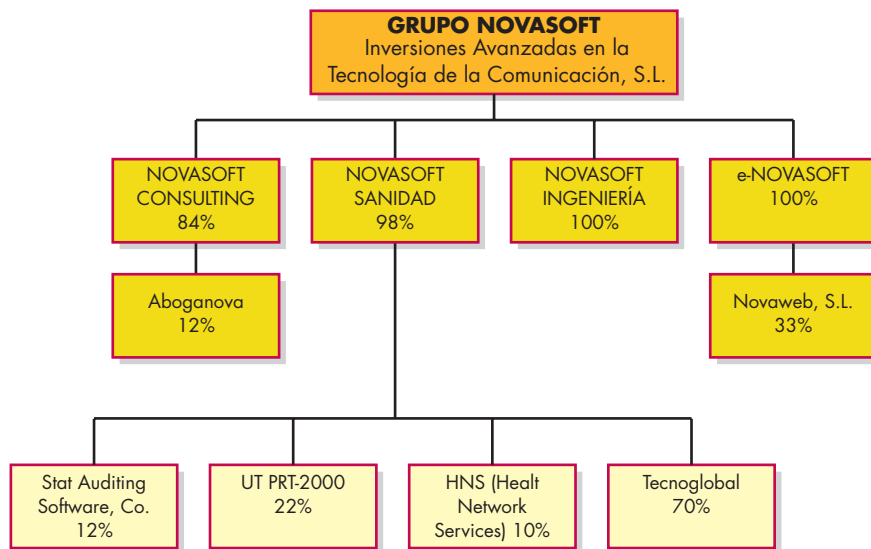 GRUPO NOVASOFT
Inversiones Avanzadas en la
Tecnología de la Comunicación, S.L.
NOVASOFT
CONSULTING
84%
NOVASOFT
SANIDAD
98%
NOVASOFT
INGENIERÍA
100%
e-NOVASOFT
100%
Aboganova
12%
Novaweb, S.L.
33%
Stat Auditing
Software, Co.
12%
UT PRT-2000
22%
HNS (Healt
Network
Services) 10%
Tecnoglobal
70%